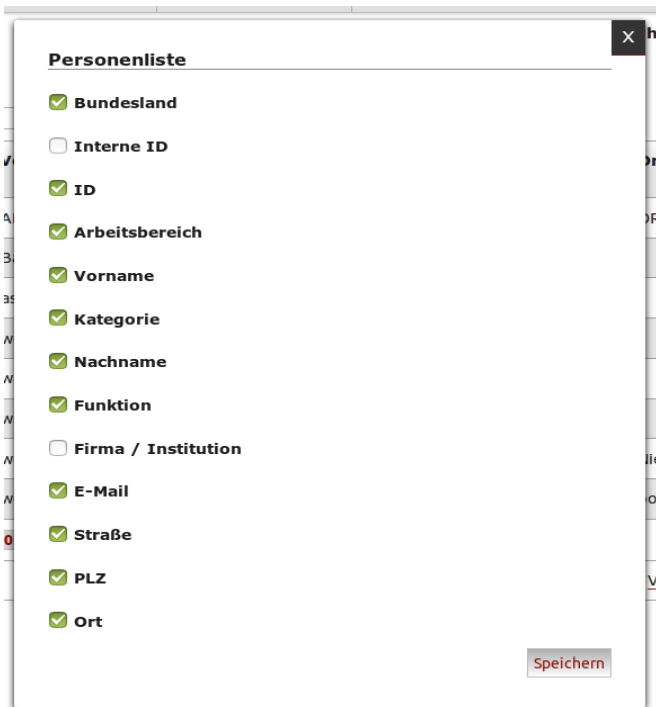 X
Personenliste
Bundesland
Interne ID
ID
Arbeitsbereich
Vorname
Kategorie
Nachname
Funktion
Firma / Institution
E-Mail
Straße
PLZ
Ort
Speichern